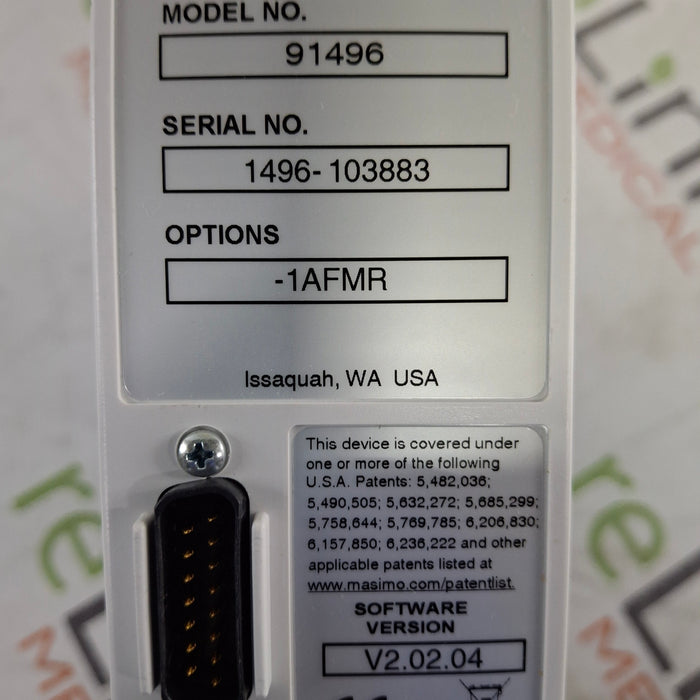 MODEL NO.
91496
SERIAL NO.
1496-103883
OPTIONS
-1AFMR
Issaquah, WA USA
This device is covered under
one or more of the following
U.S.A. Patents: 5,482,036;
5,490,505; 5,632,272; 5,685,299;
5,758,644; 5,769,785; 6,206,830;
6,157,850; 6,236,222 and other
applicable patents listed at
www.masimo.com/patentlist.
SOFTWARE
VERSION
V2.02.04
reLink
MEDICAL